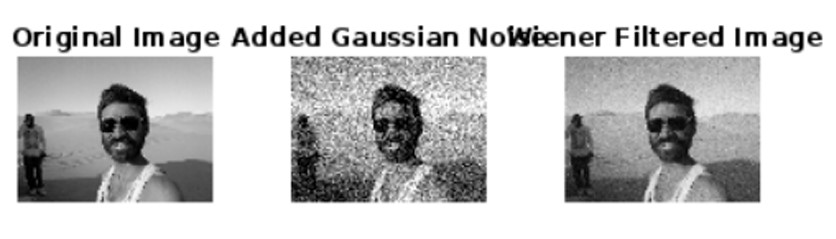 Original Image
Added Gaussian Noise
Wiener Filtered Image